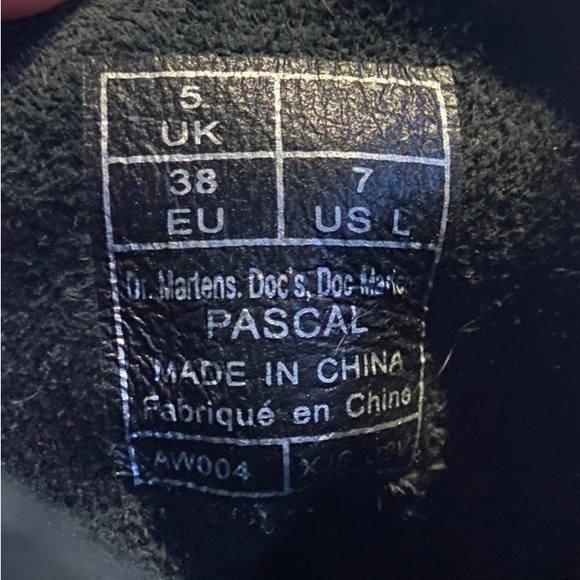 5
UK
38 7
EU US L
Dr. Martens. Doc's, Doc
PASCAL
MADE IN CHINA
Fabriqué en Chine
AW004